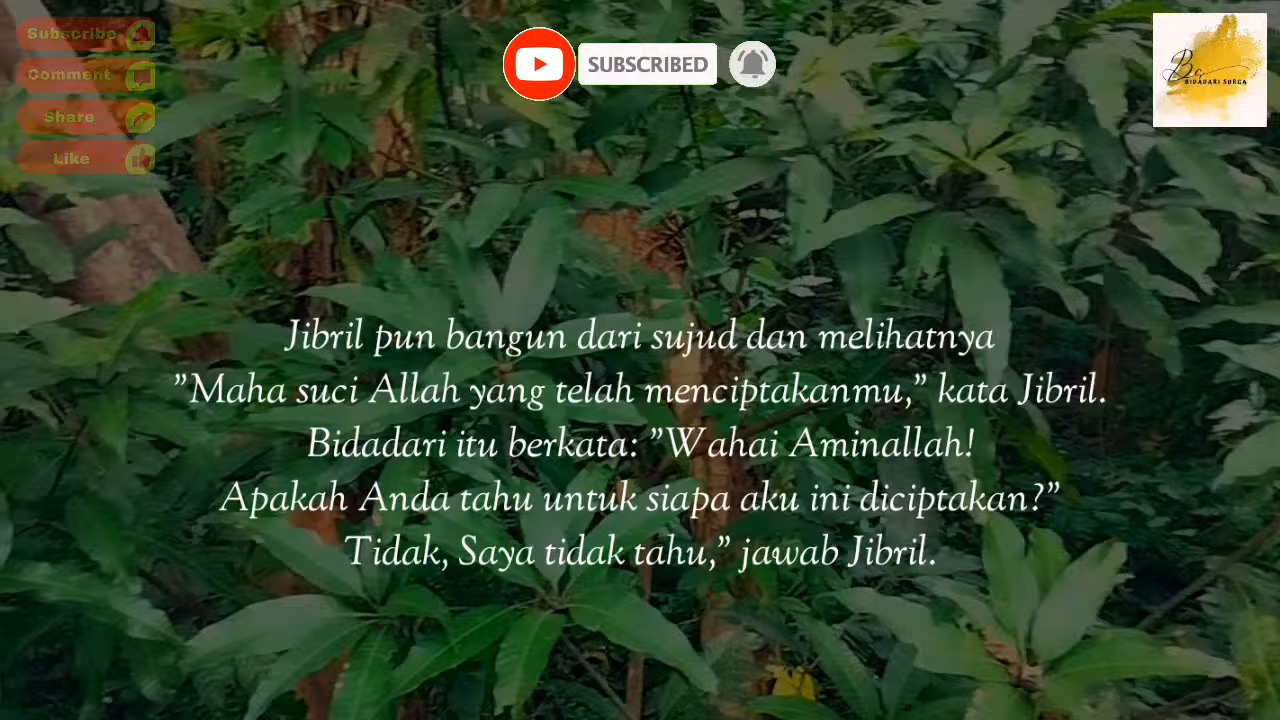 Subscribe
Comment
Share
Like
SUBSCRIBED
Bs
BIDADARI SURGA
Jibril pun bangun dari sujud dan melihatnya
”Maha suci Allah yang telah menciptakanmu,” kata Jibril.
Bidadari itu berkata: ”Wahai Aminallah!
Apakah Anda tahu untuk siapa aku ini diciptakan?”
Tidak, Saya tidak tahu,” jawab Jibril.